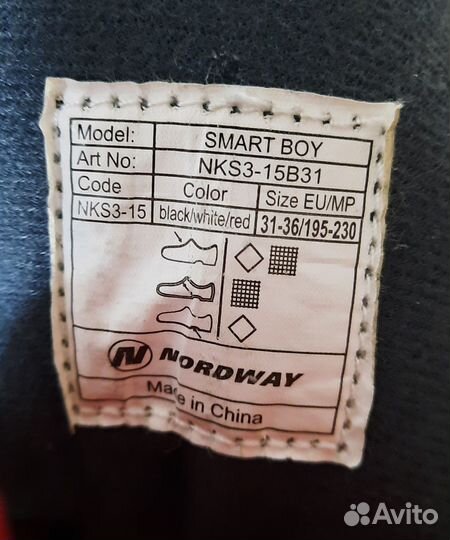 Model: SMART BOY
Art No: NKS3-15B31
Code Color Size EU/MP
NKS3-15 black/white/red 31-36/195-230
NORDWAY
Made in China
Avito